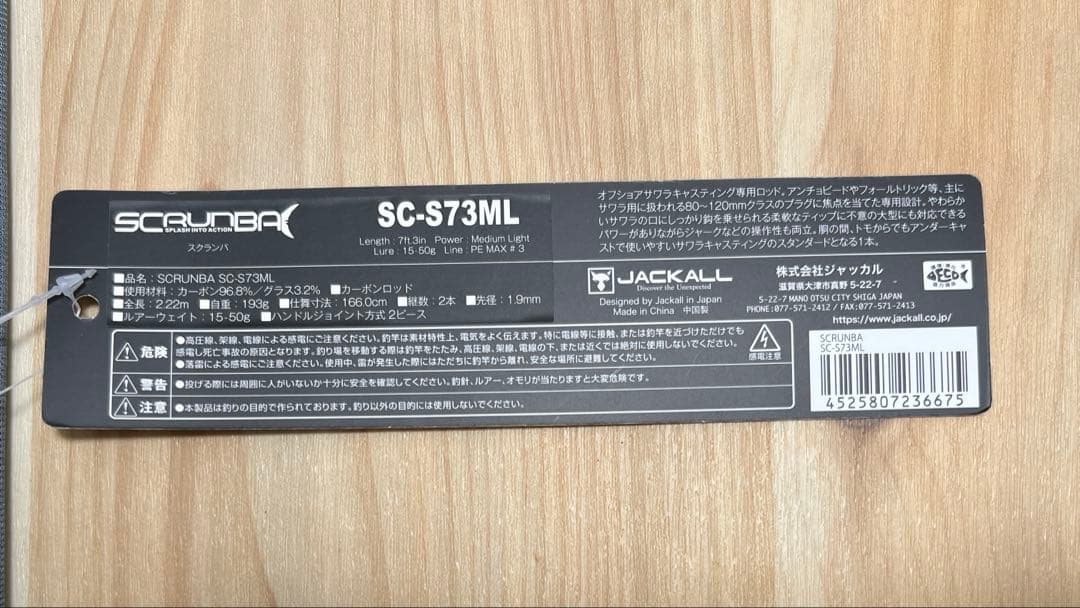 SCRUNBA
SPLASH INTO ACTION
スクランバ
SC-S73ML
Length : 7ft.3in Power : Medium Light
Lure : 15-50g Line : PE MAX # 3
■品名：SCRUNBA SC-S73ML
■使用材料：カーボン96.8%／グラス3.2% ■カーボンロッド
■全長：2.22m ■自重：193g ■仕舞寸法：166.0cm ■継数：2本 ■先径：1.9mm
■ルアーウェイト：15-50g ■ハンドルジョイント方式 2ピース
オフショアサワラキャスティング専用ロッド。アンチョビードやフォールトリック等、主に
サワラ用に扱われる80～120mmクラスのプラグに焦点を当てた専用設計。やわらか
いサワラの口にしっかり鈎を乗せられる柔軟なティップに不意の大型にも対応できる
パワーがありながらジャークなどの操作性も両立。胴の間、トモからでもアンダーキャ
ストで使いやすいサワラキャスティングのスタンダードとなる1本。
JACKALL
Discover the Unexpected
Designed by Jackall in Japan
Made in China 中国製
株式会社ジャッカル
滋賀県大津市真野 5-22-7
5-22-7 MANO OTSU CITY SHIGA JAPAN
PHONE:077-571-2412 / FAX:077-571-2413
https://www.jackall.co.jp/
危険
●高圧線、架線、電線による感電にご注意ください。釣竿は素材特性上、電気をよく伝えます。特に電線等に接触、または釣竿を近づけただけでも
感電し死亡事故の原因となります。釣り場を移動する際は釣竿をたたみ、高圧線、架線、電線の下、または近くでは絶対に使用しないでください。
●落雷による感電にご注意ください。使用中、雷が発生した際にはただちに釣竿から離れ、安全な場所に避難してください。
感電注意
警告
●投げる際には周囲に人がいないか十分に安全を確認してください。釣針、ルアー、オモリが当たりますと大変危険です。
注意
●本製品は釣りの目的で作られております。釣り以外の目的には使用しないでください。
SCRUNBA
SC-S73ML
4525807236675